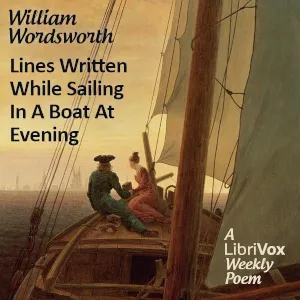 William
Wordsworth
Lines Written
While Sailing
In A Boat At
Evening
A
LibriVox
Weekly
Poem